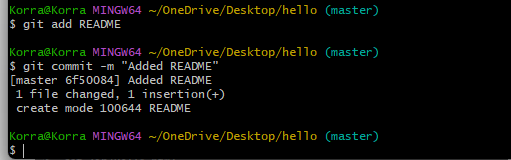 Korra@Korra MINGW64 ~/OneDrive/Desktop/hello (master)
$ git add README
Korra@Korra MINGW64 ~/OneDrive/Desktop/hello (master)
$ git commit -m "Added README"
[master 6f50084] Added README
 1 file changed, 1 insertion(+)
 create mode 100644 README
Korra@Korra MINGW64 ~/OneDrive/Desktop/hello (master)
$